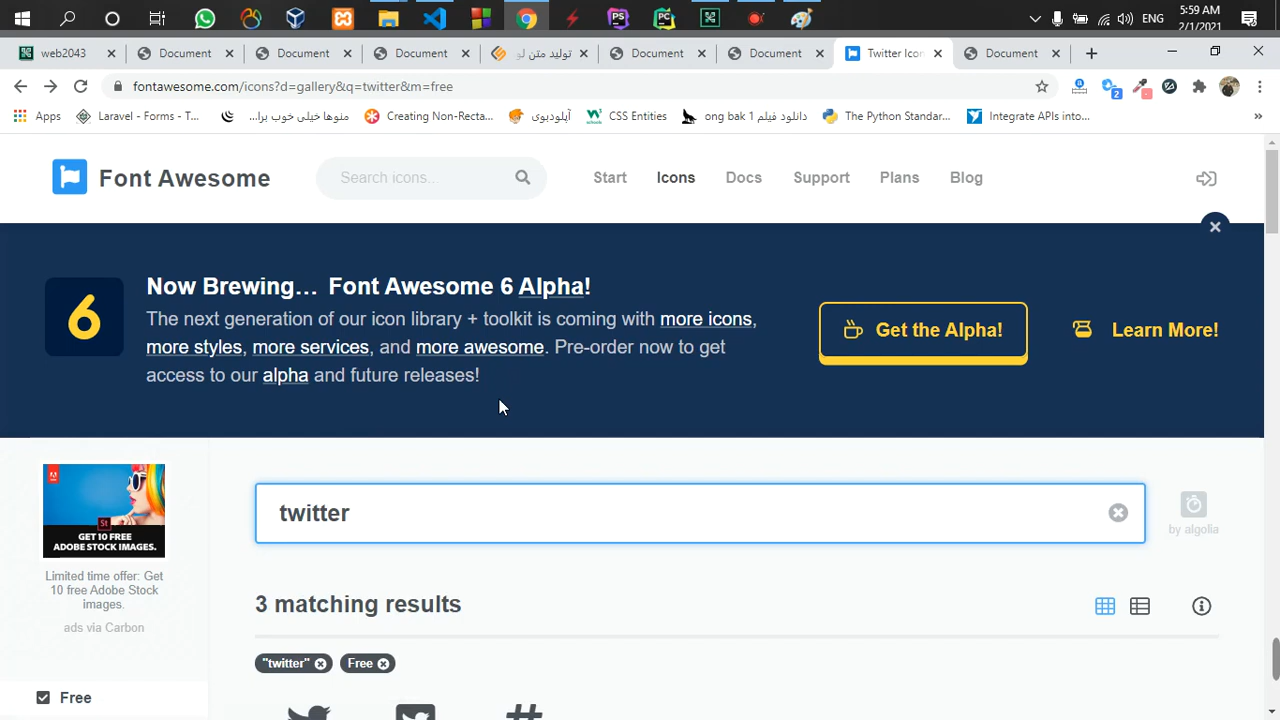 5:59 AM
ENG
2/1/2021
web2043
Document
Document
Document
تولید متن لو
Document
Document
Twitter Icon
Document
fontawesome.com/icons?d=gallery&q=twitter&m=free
2
Apps
Laravel - Forms - T...
منوها خیلی خوب یرا...
Creating Non-Recta...
آپلودبوی
CSS Entities
دانلود فیلم ong bak 1
The Python Standar...
Integrate APIs into...
»
Font Awesome
Search icons...
Start
Icons
Docs
Support
Plans
Blog
6
Now Brewing… Font Awesome 6 Alpha!
The next generation of our icon library + toolkit is coming with more icons,
more styles, more services, and more awesome. Pre-order now to get
access to our alpha and future releases!
Get the Alpha!
Learn More!
St
GET 10 FREE
ADOBE STOCK IMAGES.
Limited time offer: Get
10 free Adobe Stock
images.
ads via Carbon
twitter
by algolia
3 matching results
"twitter"
Free
Free